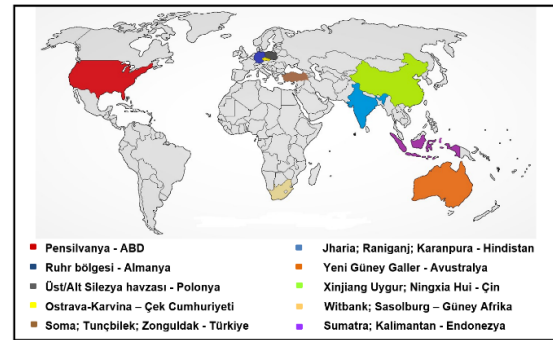 Pensilvanya - ABD
Ruhr bölgesi - Almanya
Üst/Alt Silezya havzası - Polonya
Ostrava-Karvina – Çek Cumhuriyeti
Soma; Tunçbilek; Zonguldak - Türkiye
Jharia; Raniganj; Karanpura - Hindistan
Yeni Güney Galler - Avustralya
Xinjiang Uygur; Ningxia Hui - Çin
Witbank; Sasolburg – Güney Afrika
Sumatra; Kalimantan - Endonezya